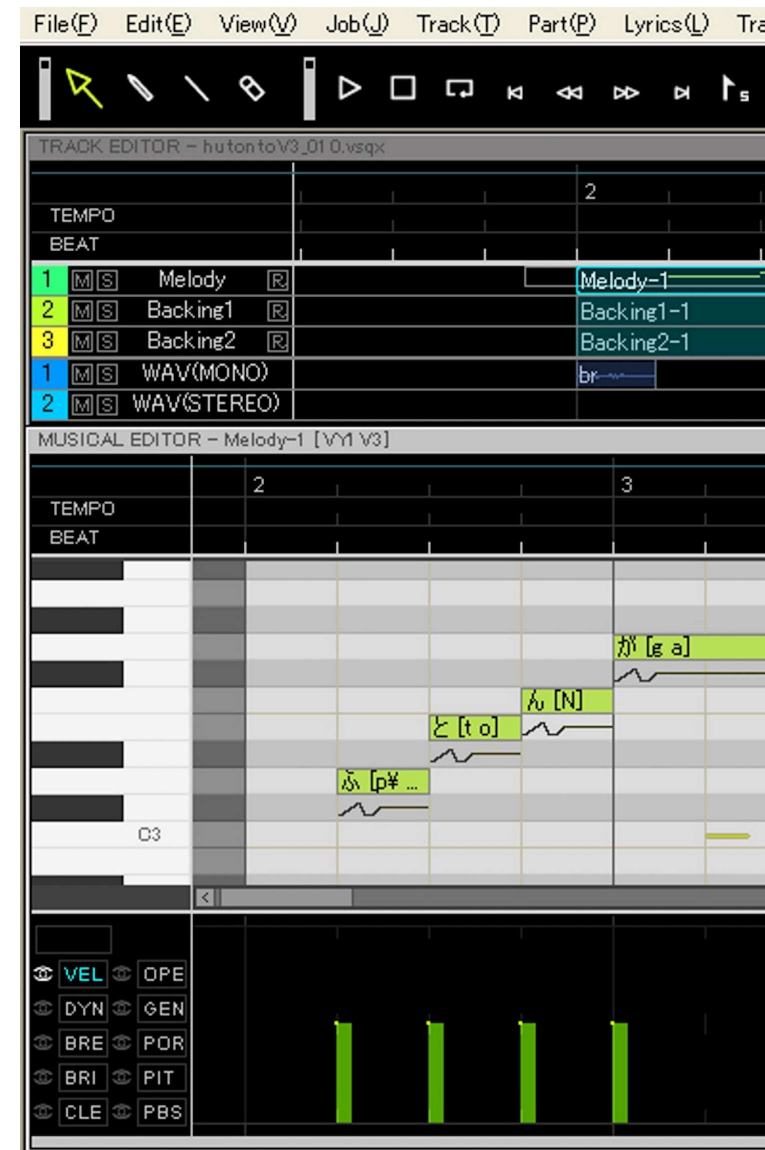 File(F) Edit(E) View(V) Job(J) Track(T) Part(P) Lyrics(L) Tra
S
TRACK EDITOR - hutontoV3_010.vsqx
2
TEMPO
BEAT
1 M S Melody R Melody-1
2 M S Backing1 R Backing1-1
3 M S Backing2 R Backing2-1
1 M S WAV(MONO) br
2 M S WAV(STEREO)
MUSICAL EDITOR - Melody-1 [VY1 V3]
2 3
TEMPO
BEAT
が [g a]
ん [N]
と [t o]
ふ [p¥ ...
C3
<
VEL OPE
DYN GEN
BRE POR
BRI PIT
CLE PBS